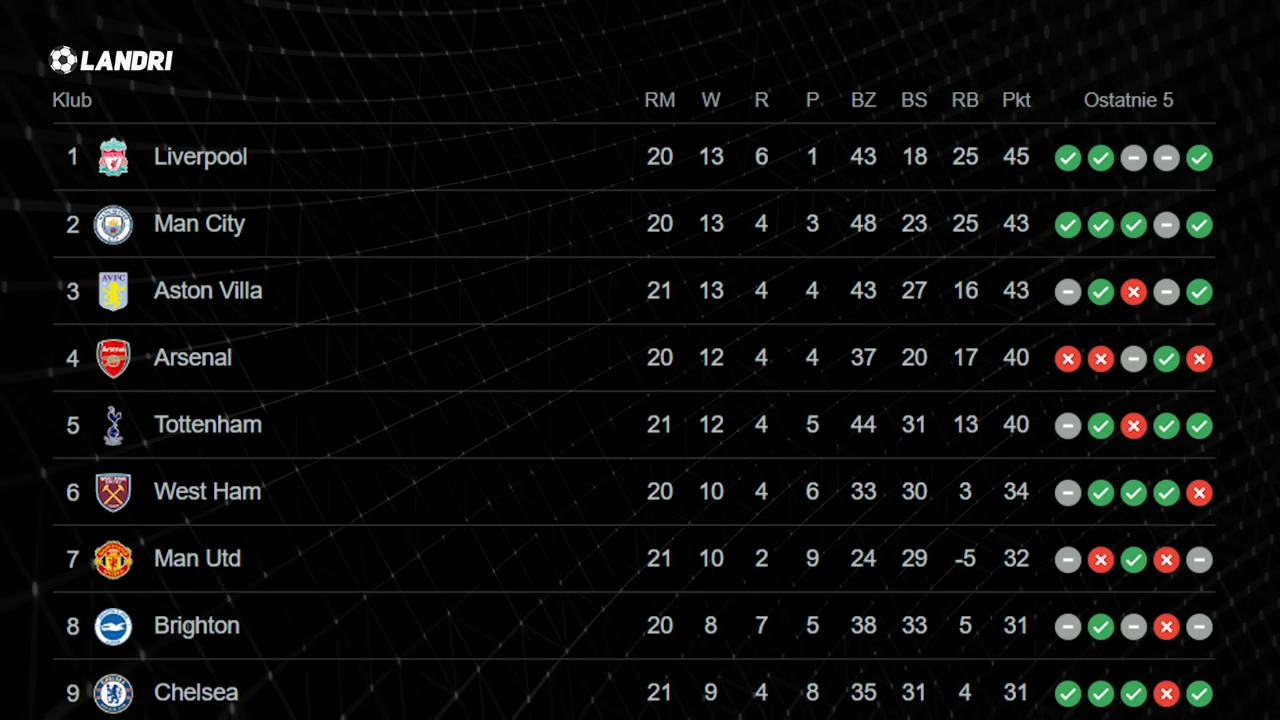 LANDRI
Klub RM W R P BZ BS RB Pkt Ostatnie 5
1 Liverpool 20 13 6 1 43 18 25 45
2 Man City 20 13 4 3 48 23 25 43
3 AVFC Aston Villa 21 13 4 4 43 27 16 43
4 Arsenal Arsenal 20 12 4 4 37 20 17 40
5 Tottenham 21 12 4 5 44 31 13 40
6 West Ham 20 10 4 6 33 30 3 34
7 Man Utd 21 10 2 9 24 29 -5 32
8 Brighton 20 8 7 5 38 33 5 31
9 Chelsea 21 9 4 8 35 31 4 31